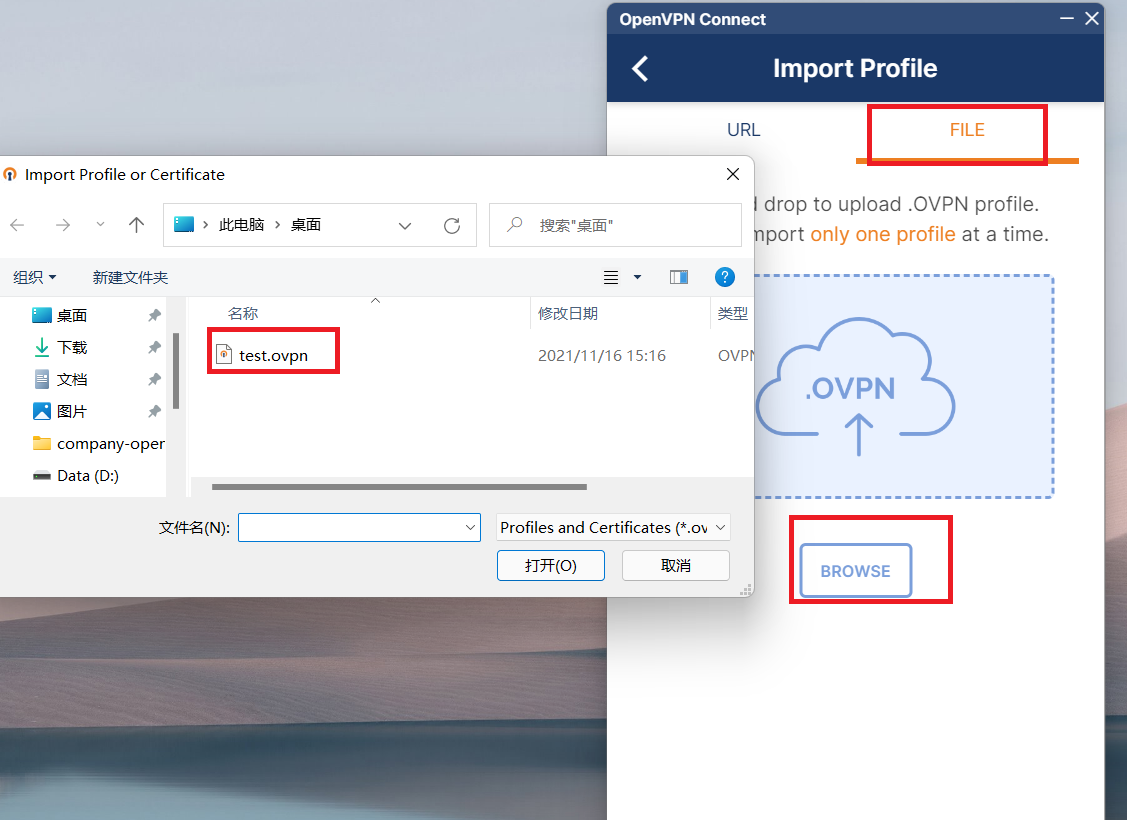 OpenVPN Connect
Import Profile
URL
FILE
drop to upload .OVPN profile.
only one profile at a time.
.OVPN
BROWSE
Import Profile or Certificate
此电脑
桌面
搜索"桌面"
组织
新建文件夹
桌面
下载
文档
图片
company-oper
Data (D:)
名称
修改日期
类型
test.ovpn
2021/11/16 15:16
OVPN
文件名(N):
Profiles and Certificates (*.ov
打开(O)
取消